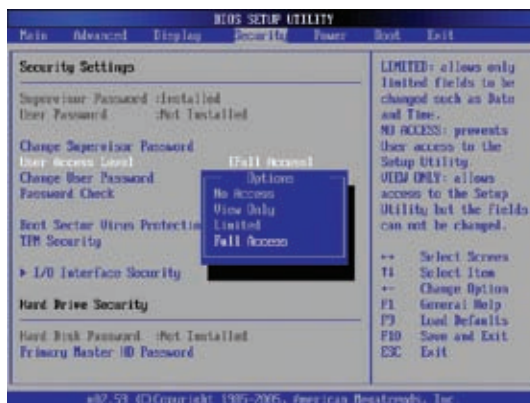 BIOS SETUP UTILITY
Main Advanced Display Security Power Boot Exit
Security Settings
Supervisor Password :Installed
User Password :Not Installed
Change Supervisor Password
User Access Level [Full Access]
Change User Password
Password Check
Boot Sector Virus Protectio
TPM Security
I/O Interface Security
Hard Drive Security
Hard Disk Password :Not Installed
Primary Master HD Password
Options
No Access
View Only
Limited
Full Access
LIMITED: allows only
limited fields to be
changed such as Date
and Time.
NO ACCESS: prevents
User access to the
Setup Utility.
VIEW ONLY: allows
access to the Setup
Utility but the fields
can not be changed.
↔ Select Screen
↑↓ Select Item
+- Change Option
F1 General Help
F9 Load Defaults
F10 Save and Exit
ESC Exit
v02.59 (C)Copyright 1985-2005, American Megatrends, Inc.